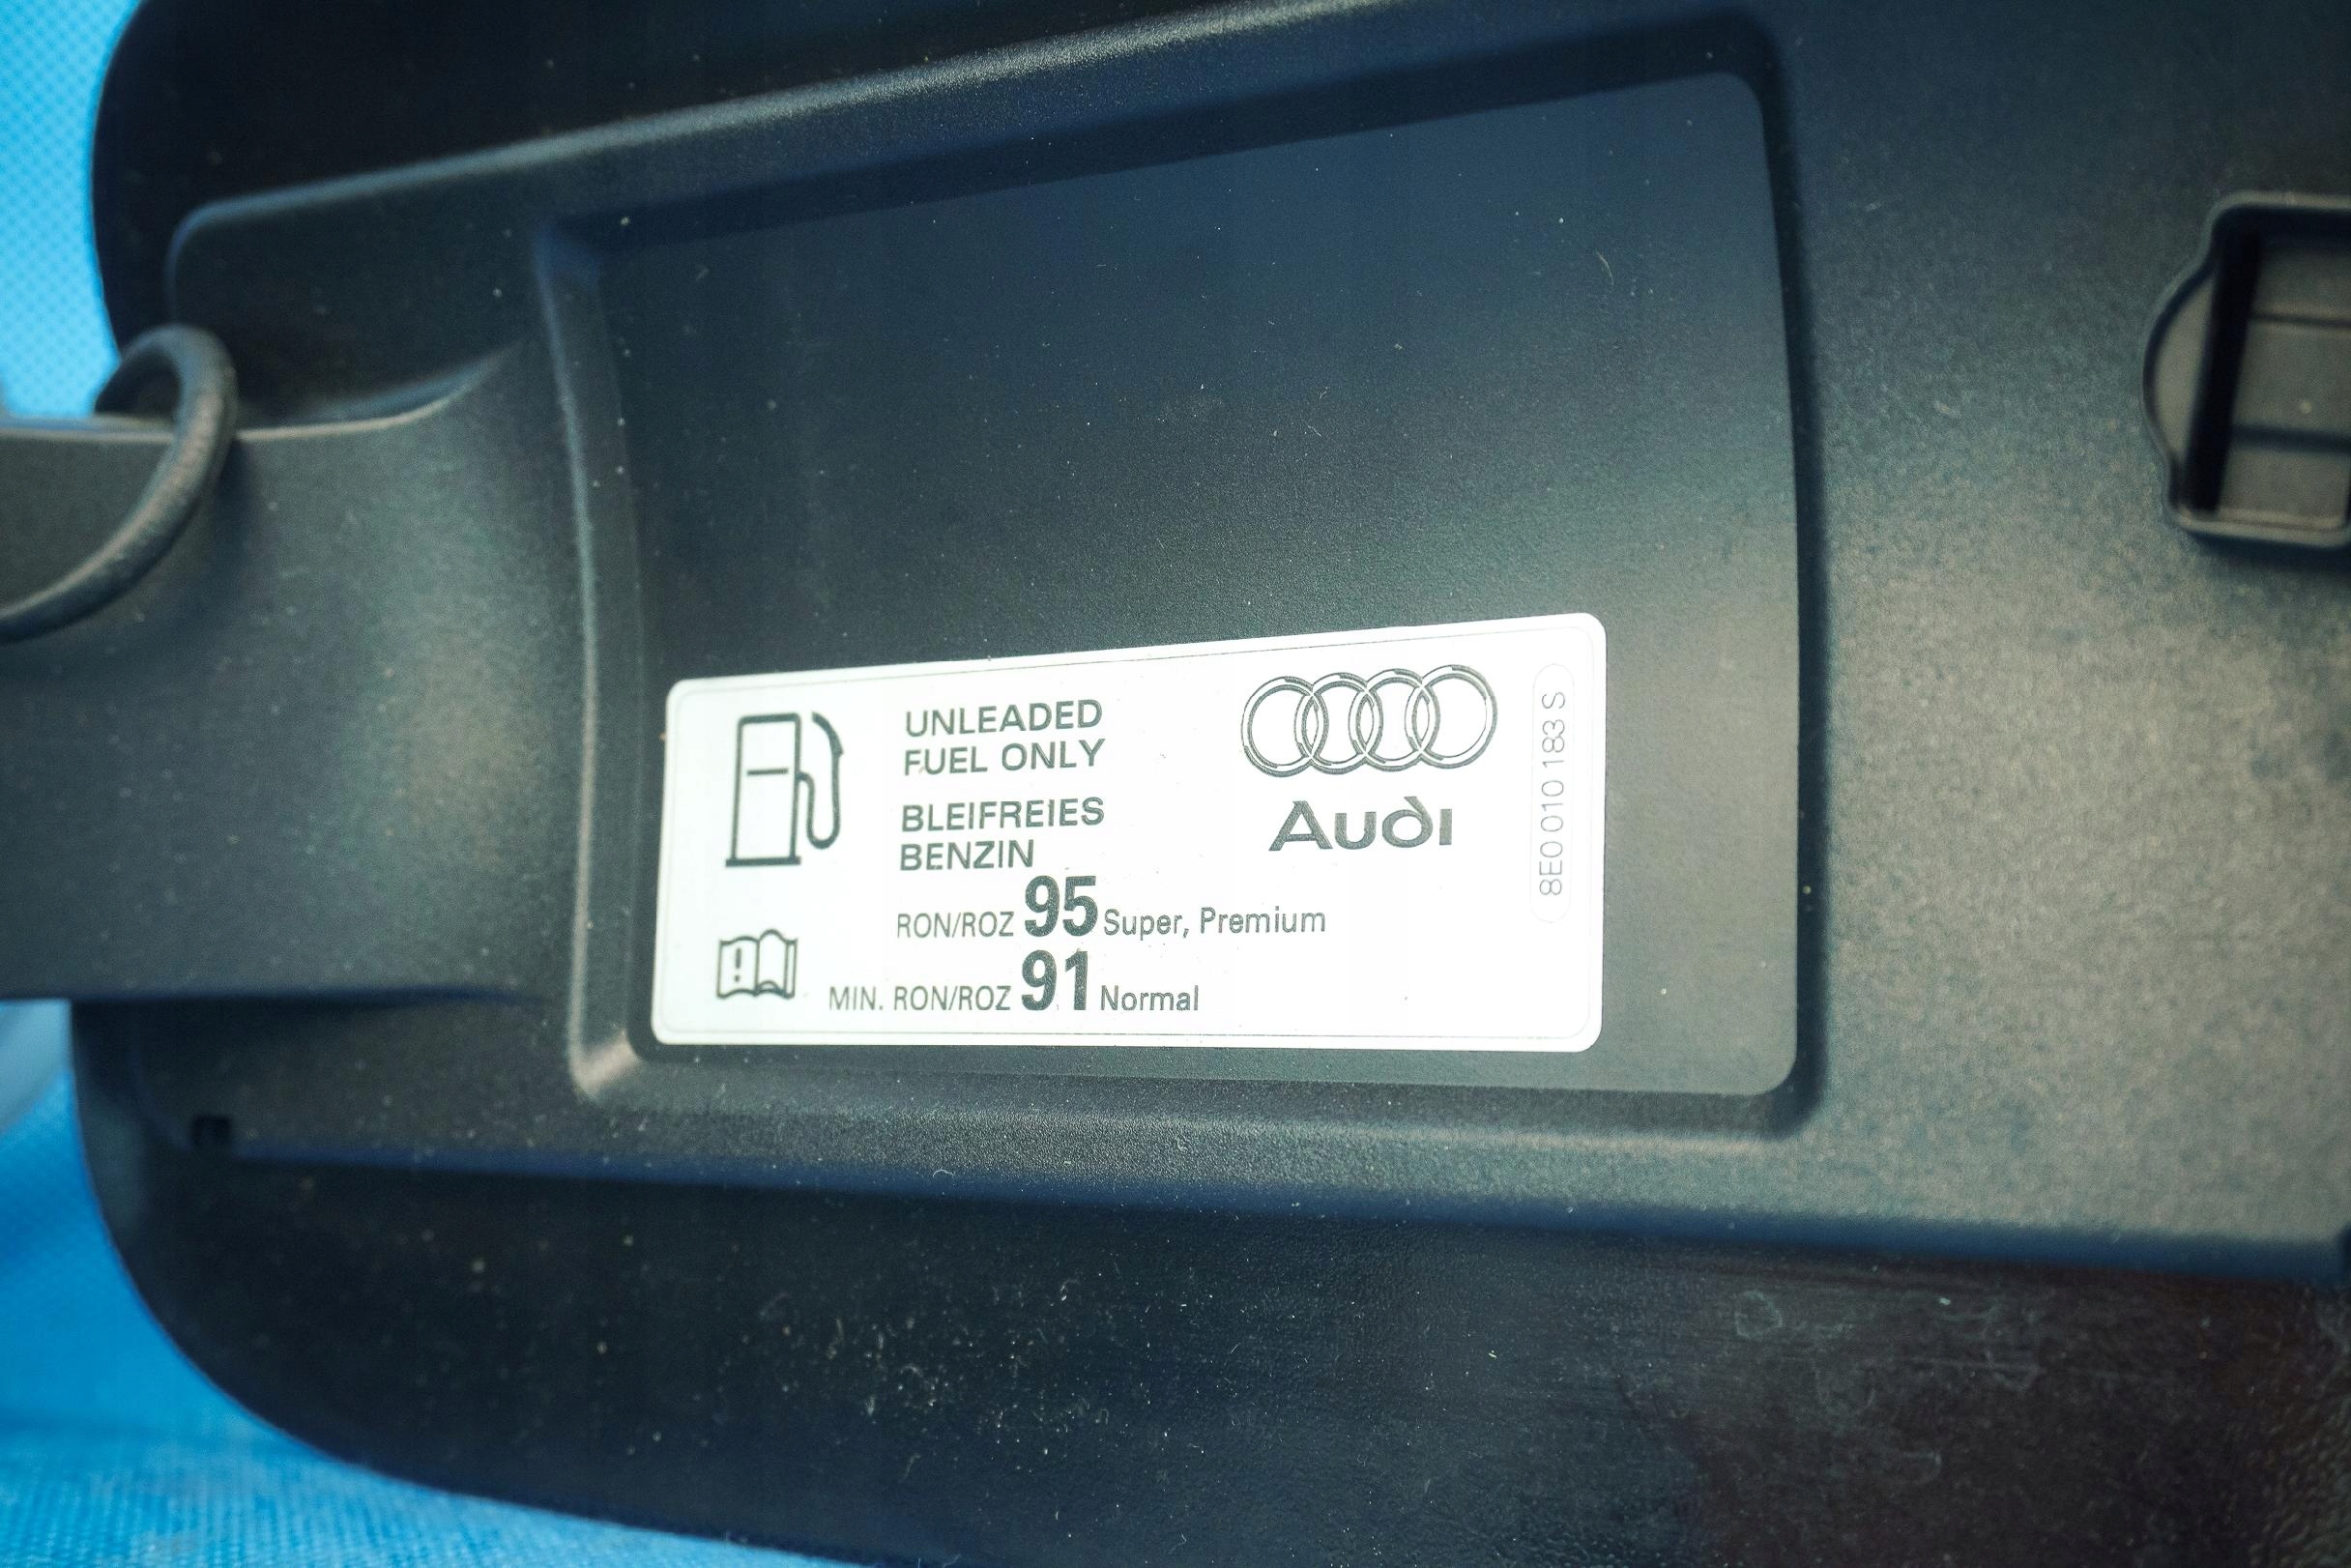 UNLEADED
FUEL ONLY
BLEIFREIES
BENZIN
RON/ROZ 95 Super, Premium
MIN. RON/ROZ 91 Normal
Audi
8E0 010 183 S